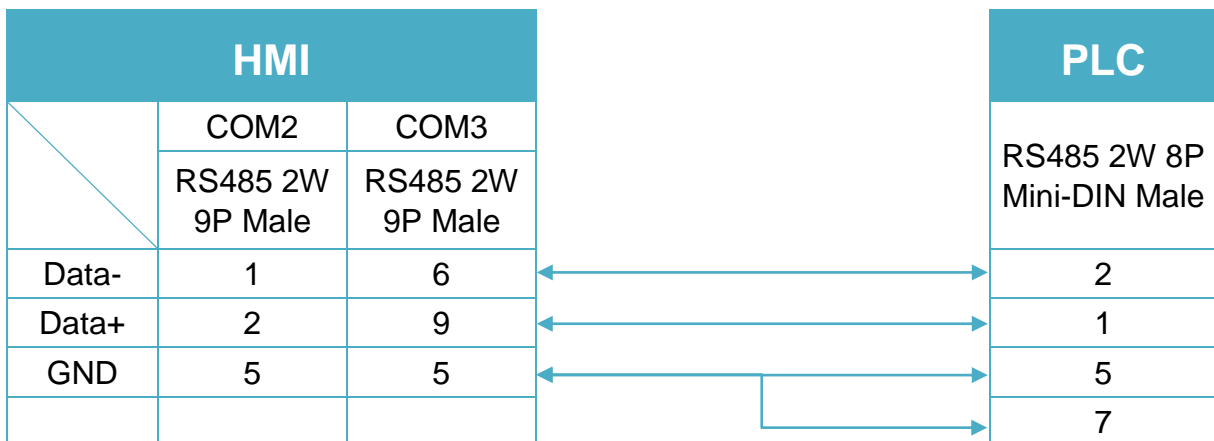 HMI
PLC
COM2
COM3
RS485 2W
9P Male
RS485 2W
9P Male
RS485 2W 8P
Mini-DIN Male
Data-
1
6
2
Data+
2
9
1
GND
5
5
5
7